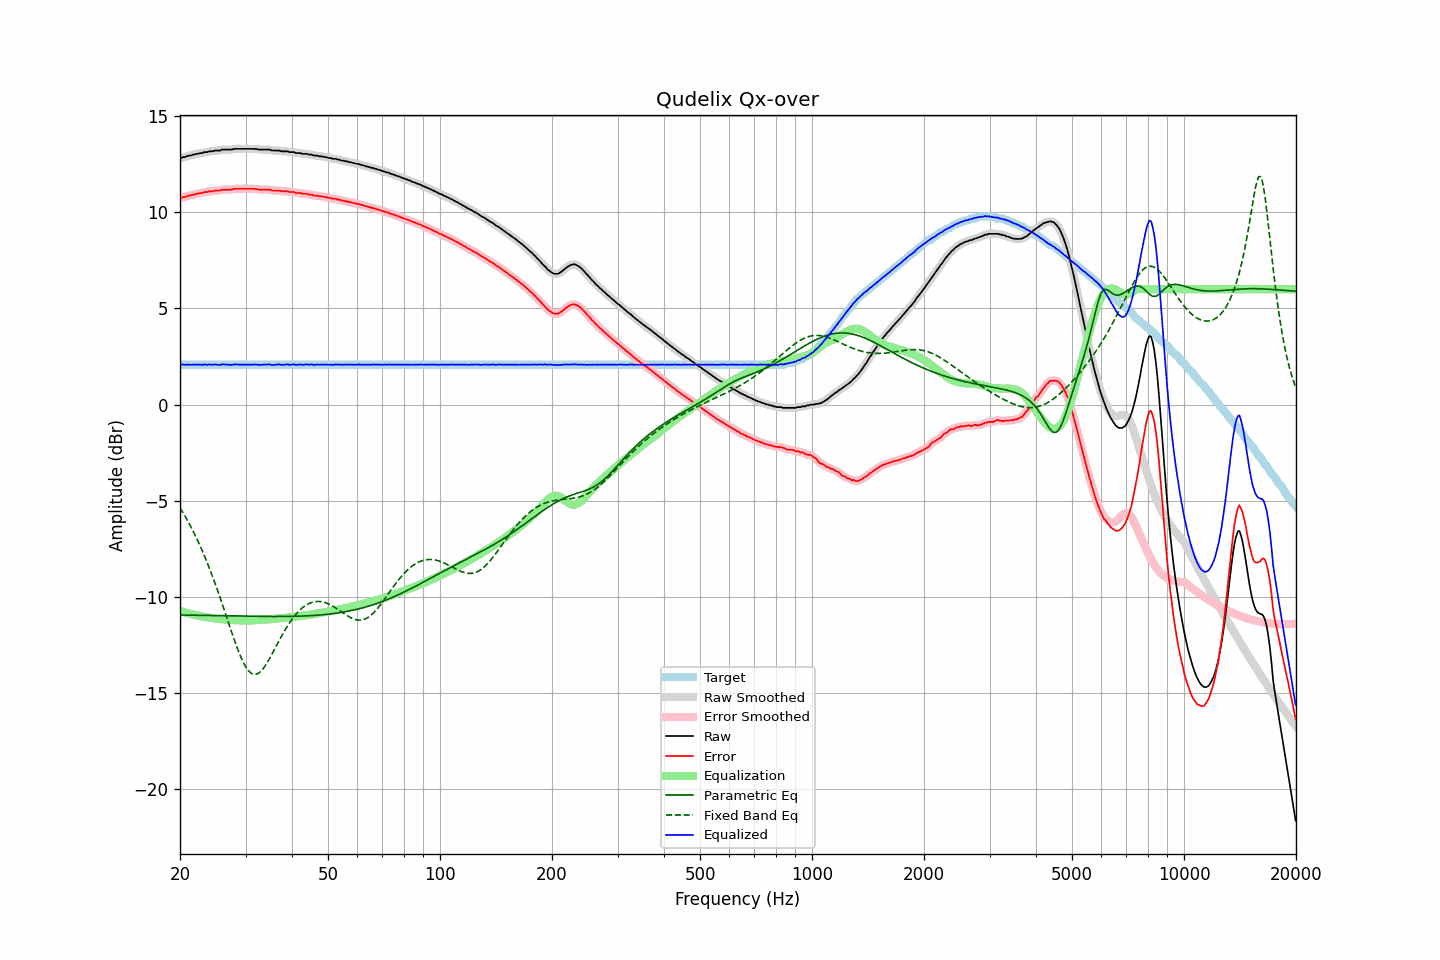 Qudelix Qx-over
15
10
5
0
−5
−10
−15
−20
Amplitude (dBr)
Target
Raw Smoothed
Error Smoothed
Raw
Error
Equalization
Parametric Eq
Fixed Band Eq
Equalized
20 50 100 200 500 1000 2000 5000 10000 20000
Frequency (Hz)